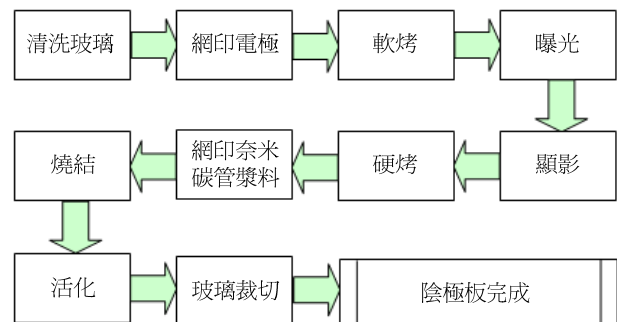 清洗玻璃
網印電極
軟烤
曝光
顯影
硬烤
網印奈米
碳管漿料
燒結
活化
玻璃裁切
陰極板完成